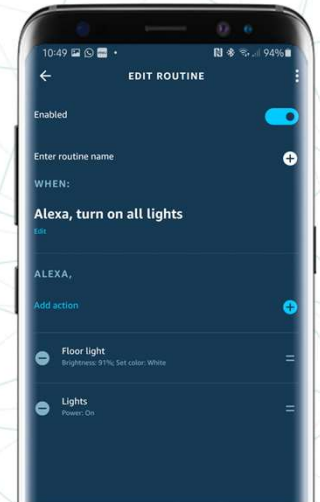 10:49 94%
EDIT ROUTINE
Enabled
Enter routine name
WHEN:
Alexa, turn on all lights
Edit
ALEXA,
Add action
Floor light
Brightness: 91%; Set color: White
Lights
Power: On